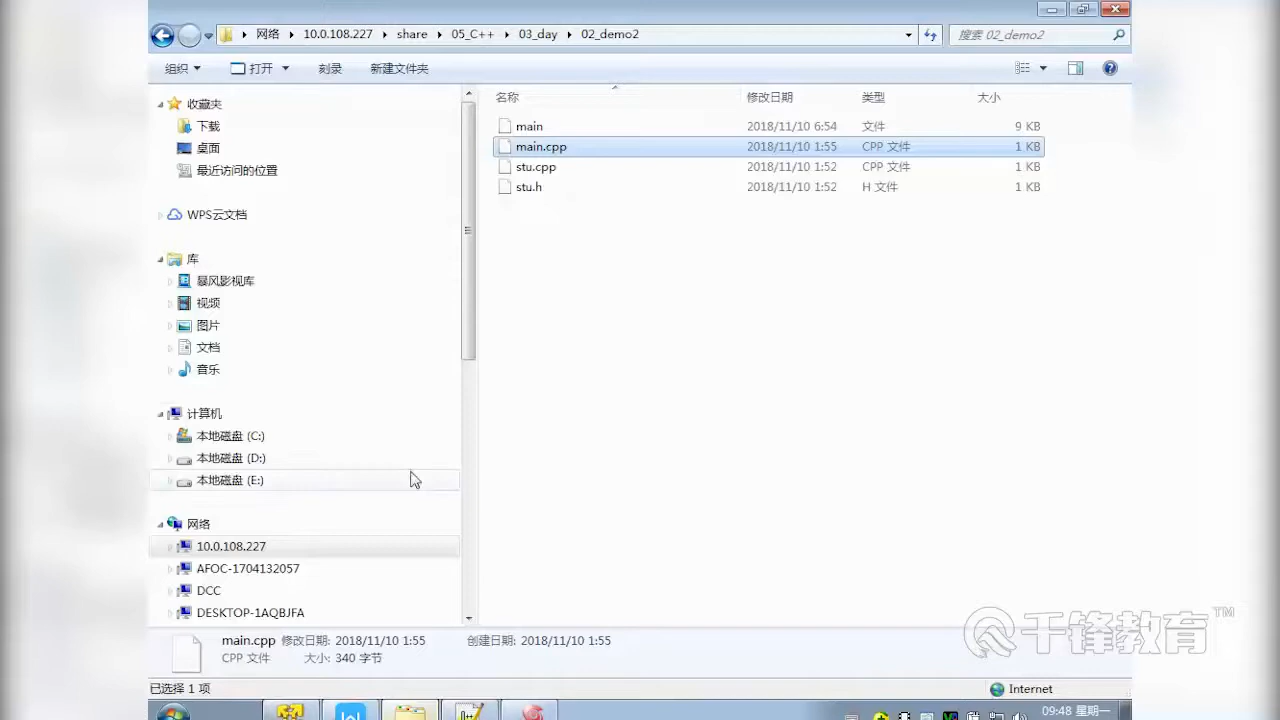 网络 10.0.108.227 share 05_C++ 03_day 02_demo2 搜索 02_demo2
组织 打开 刻录 新建文件夹
收藏夹
下载
桌面
最近访问的位置
WPS云文档
库
暴风影视库
视频
图片
文档
音乐
计算机
本地磁盘 (C:)
本地磁盘 (D:)
本地磁盘 (E:)
网络
10.0.108.227
AFOC-1704132057
DCC
DESKTOP-1AQBJFA
名称 修改日期 类型 大小
main 2018/11/10 6:54 文件 9 KB
main.cpp 2018/11/10 1:55 CPP 文件 1 KB
stu.cpp 2018/11/10 1:52 CPP 文件 1 KB
stu.h 2018/11/10 1:52 H 文件 1 KB
main.cpp 修改日期: 2018/11/10 1:55 创建日期: 2018/11/10 1:55
CPP 文件 大小: 340 字节
千锋教育™
已选择 1 项 Internet
09:48 星期一